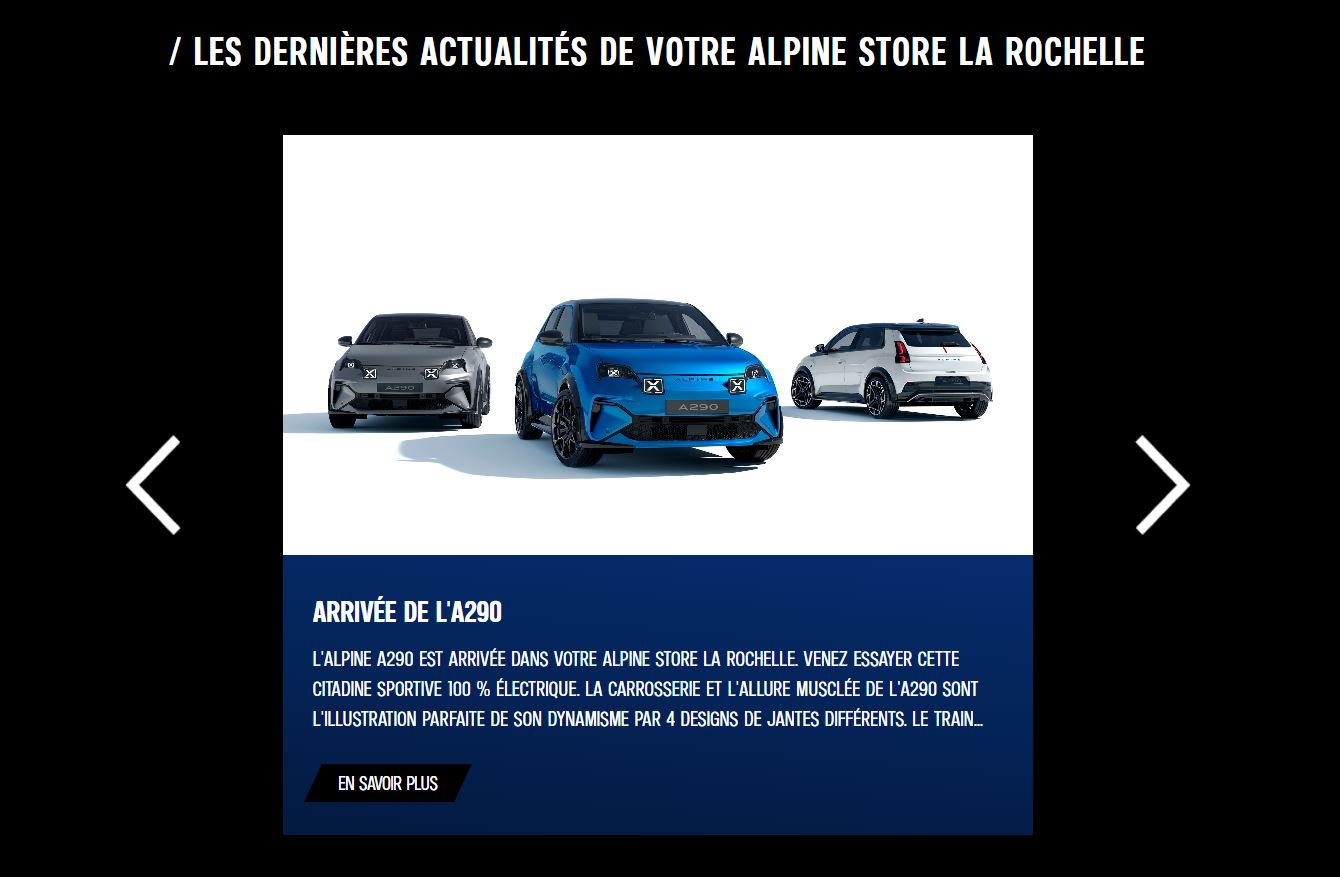 / LES DERNIÈRES ACTUALITÉS DE VOTRE ALPINE STORE LA ROCHELLE
A290
ALPINE
A290
ALPINE
ARRIVÉE DE L'A290
L'ALPINE A290 EST ARRIVÉE DANS VOTRE ALPINE STORE LA ROCHELLE. VENEZ ESSAYER CETTE
CITADINE SPORTIVE 100 % ÉLECTRIQUE. LA CARROSSERIE ET L'ALLURE MUSCLÉE DE L'A290 SONT
L'ILLUSTRATION PARFAITE DE SON DYNAMISME PAR 4 DESIGNS DE JANTES DIFFÉRENTS. LE TRAIN...
EN SAVOIR PLUS